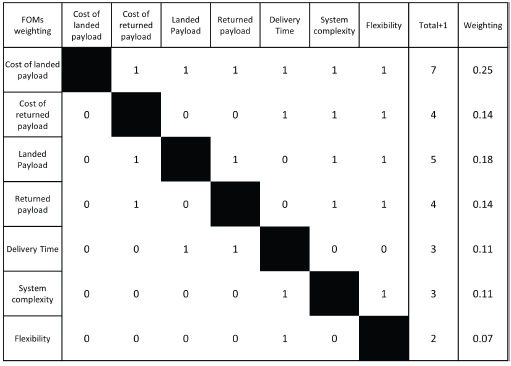 FOMs weighting Cost of landed payload Cost of returned payload Landed Payload Returned payload Delivery Time System complexity Flexibility Total+1 Weighting
Cost of landed payload 1 1 1 1 1 1 7 0.25
Cost of returned payload 0 0 0 1 1 1 4 0.14
Landed Payload 0 1 1 0 1 1 5 0.18
Returned payload 0 1 0 0 1 1 4 0.14
Delivery Time 0 0 1 1 0 0 3 0.11
System complexity 0 0 0 0 1 1 3 0.11
Flexibility 0 0 0 0 1 0 2 0.07